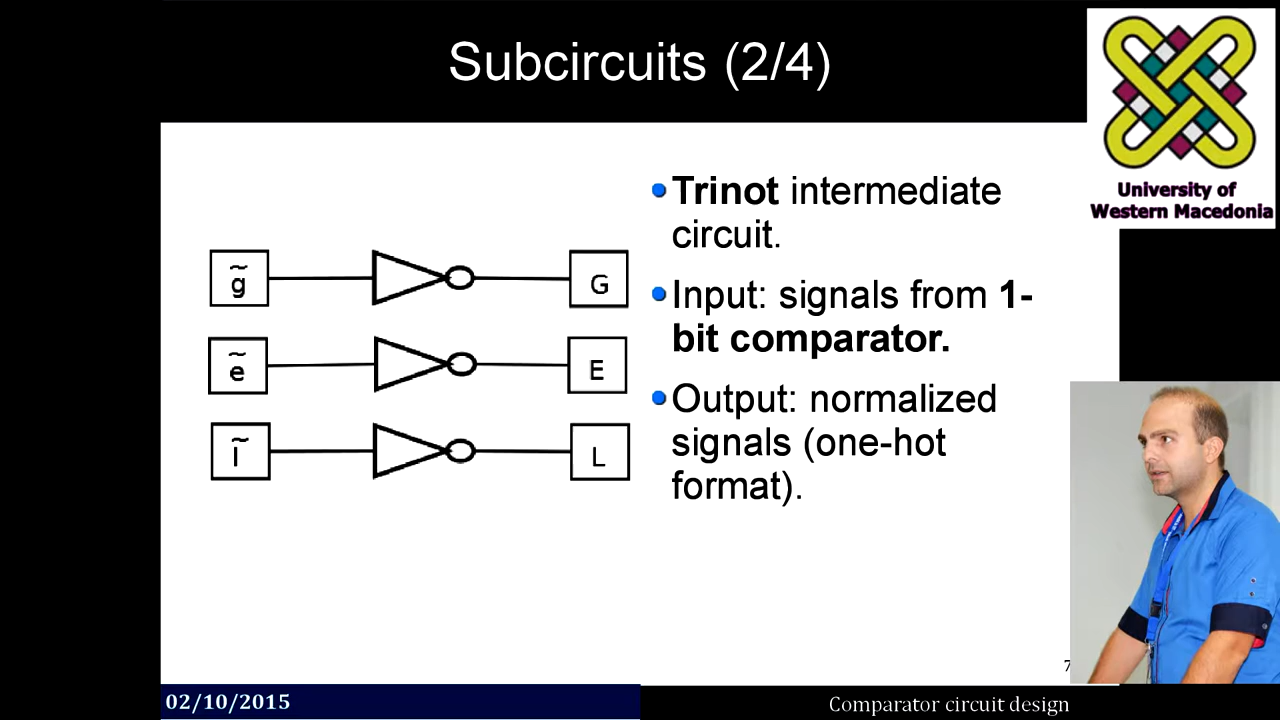 Subcircuits (2/4)
University of
Western Macedonia
Trinot intermediate
circuit.
Input: signals from 1-
bit comparator.
Output: normalized
signals (one-hot
format).
g̃
G
ẽ
E
l̃
L
7
02/10/2015
Comparator circuit design